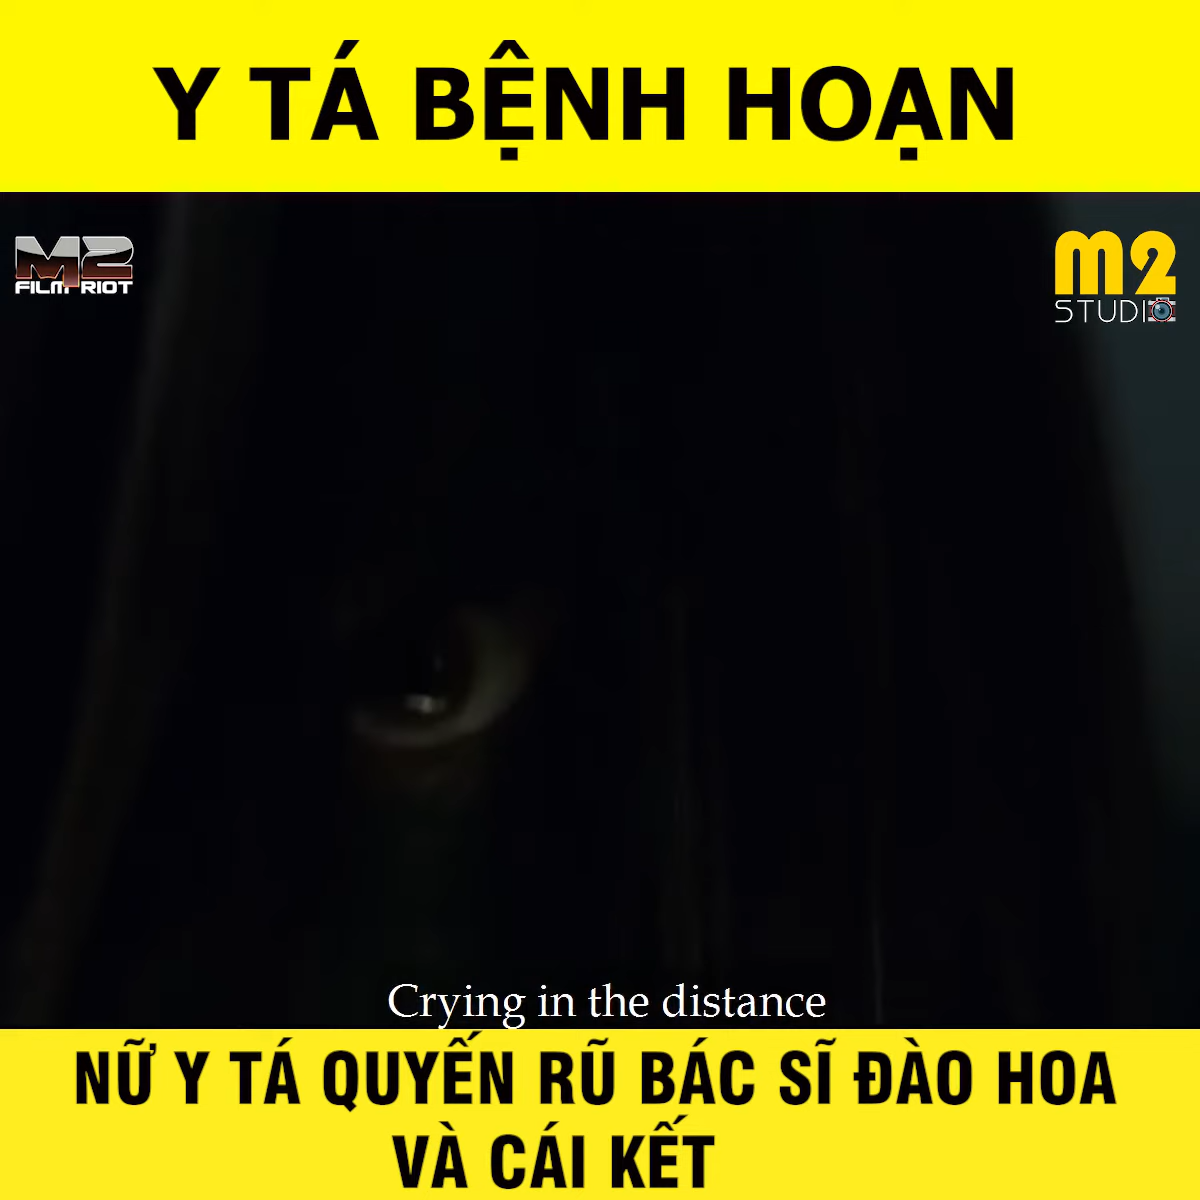 Y TÁ BỆNH HOẠN
M2
FILM RIOT
m2
STUDIO
Crying in the distance
NỮ Y TÁ QUYẾN RŨ BÁC SĨ ĐÀO HOA
VÀ CÁI KẾT